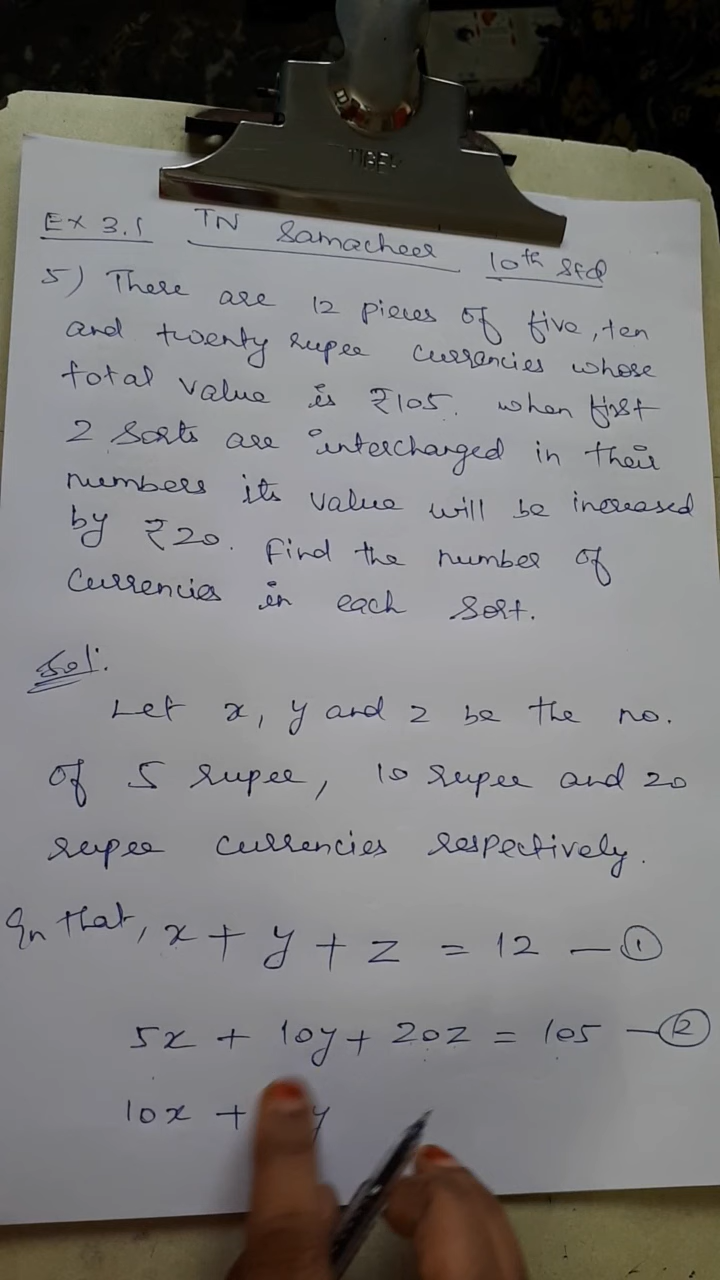 TIGER
Ex 3.1 TN Samacheer 10th Std
5) There are 12 pieces of five, ten
and twenty rupee currencies whose
total value is ₹105. when first
2 sorts are interchanged in their
numbers its value will be increased
by ₹20. Find the number of
currencies in each sort.
Sol:
Let x, y and z be the no.
of 5 rupee, 10 rupee and 20
rupee currencies respectively.
Gn that, x + y + z = 12 — ①
5x + 10y + 20z = 105 — ②
10x + y